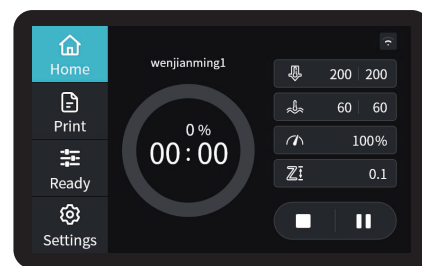 Home
Print
Ready
Settings
wenjianming1
0 %
00:00
200 200
60 60
100%
Z 0.1